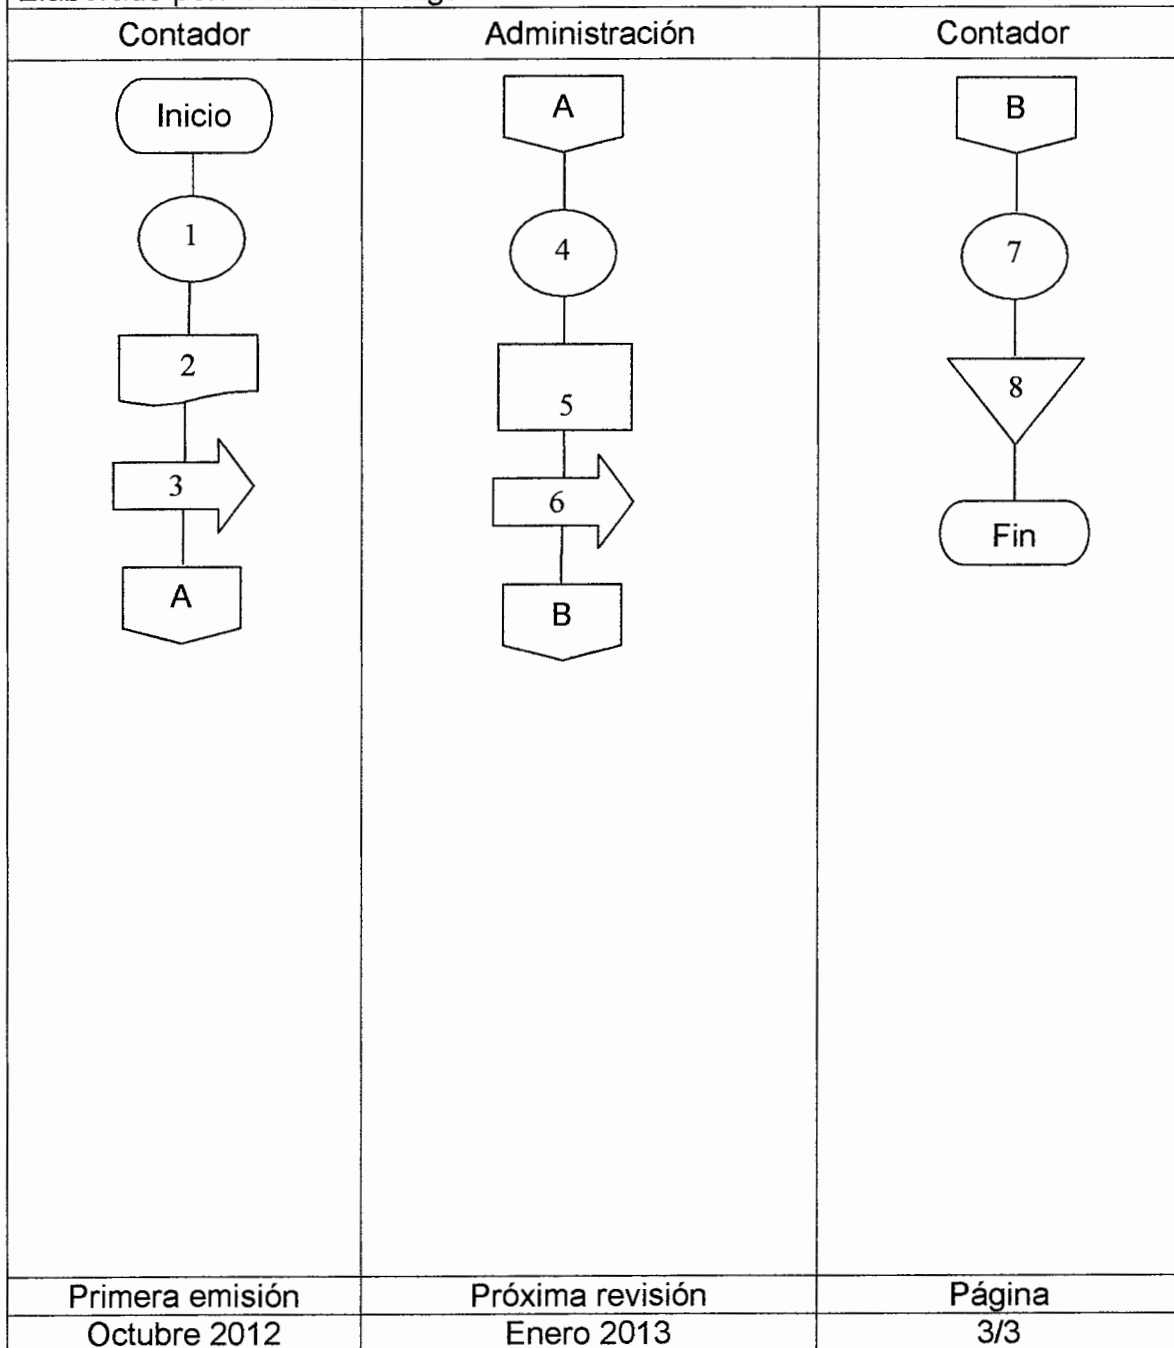 Contador Administración Contador
Inicio
1
2
3
A
A
4
5
6
B
B
7
8
Fin
Primera emisión Próxima revisión Página
Octubre 2012 Enero 2013 3/3